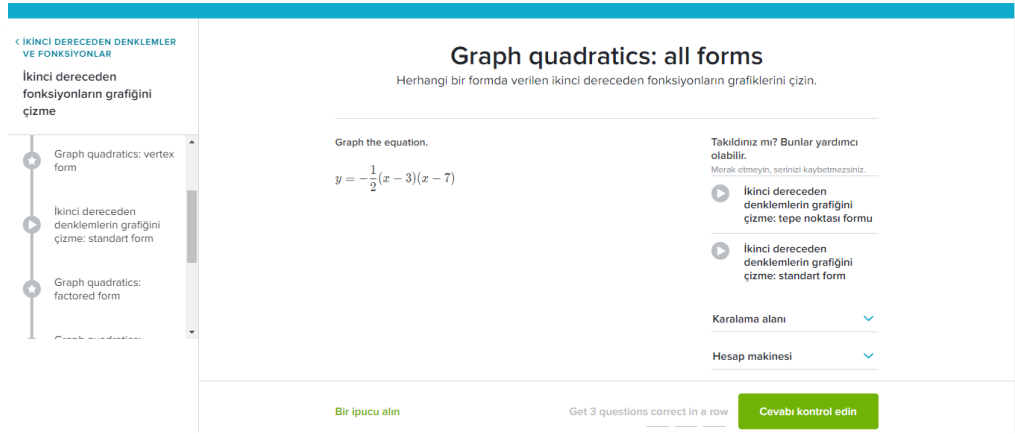 < İKİNCİ DERECEDEN DENKLEMLER
VE FONKSİYONLAR
İkinci dereceden
fonksiyonların grafiğini
çizme
Graph quadratics: vertex
form
İkinci dereceden
denklemlerin grafiğini
çizme: standart form
Graph quadratics:
factored form
Graph quadratics:
Graph quadratics: all forms
Herhangi bir formda verilen ikinci dereceden fonksiyonların grafiklerini çizin.
Graph the equation.
y = −1/2(x − 3)(x − 7)
Takıldınız mı? Bunlar yardımcı
olabilir.
Merak etmeyin, serinizi kaybetmezsiniz.
İkinci dereceden
denklemlerin grafiğini
çizme: tepe noktası formu
İkinci dereceden
denklemlerin grafiğini
çizme: standart form
Karalama alanı
Hesap makinesi
Bir ipucu alın
Get 3 questions correct in a row
Cevabı kontrol edin